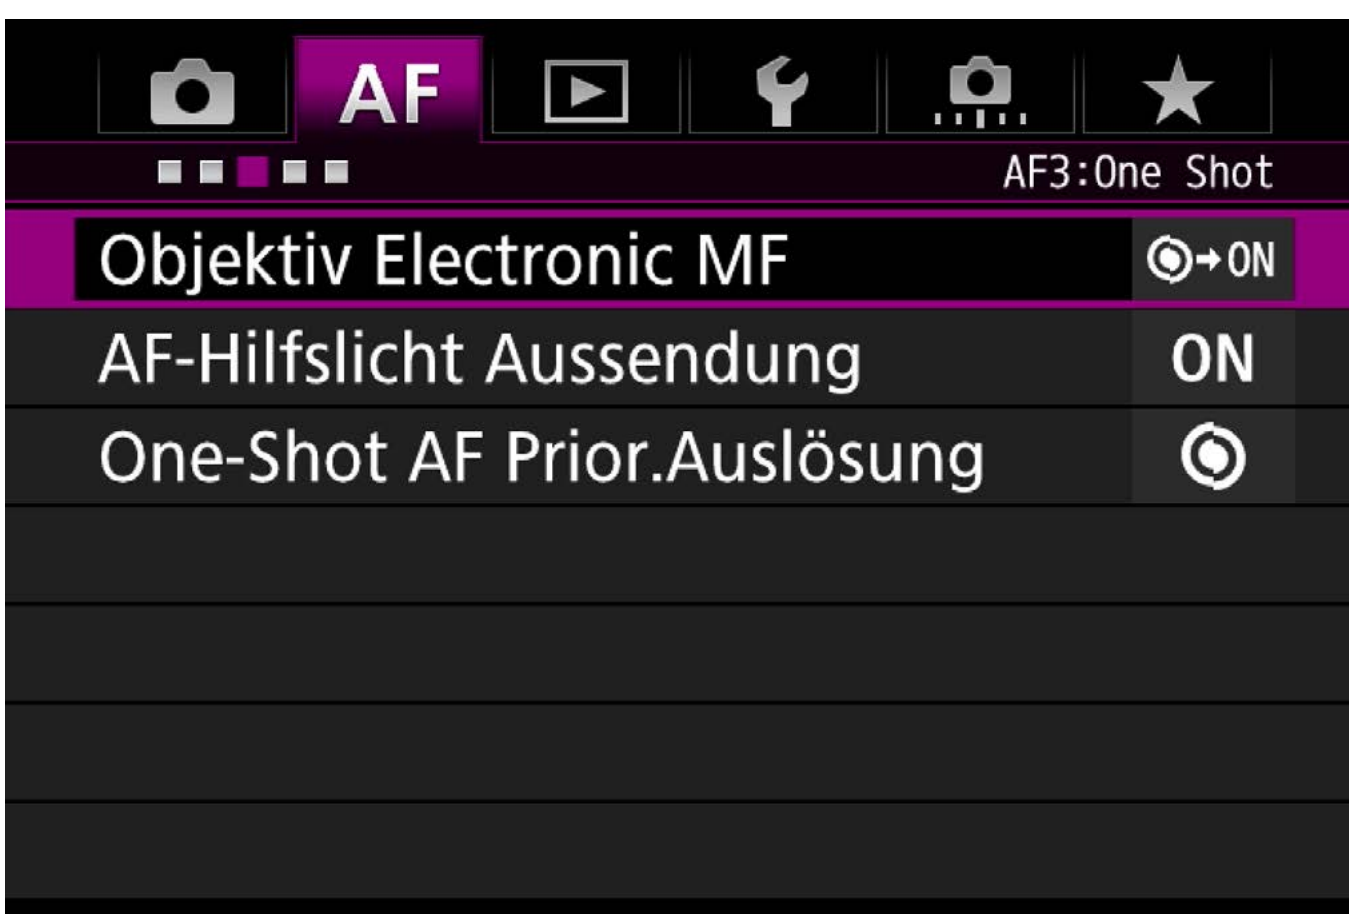 AF
AF3:One Shot
Objektiv Electronic MF
ON
AF-Hilfslicht Aussendung
ON
One-Shot AF Prior.Auslösung